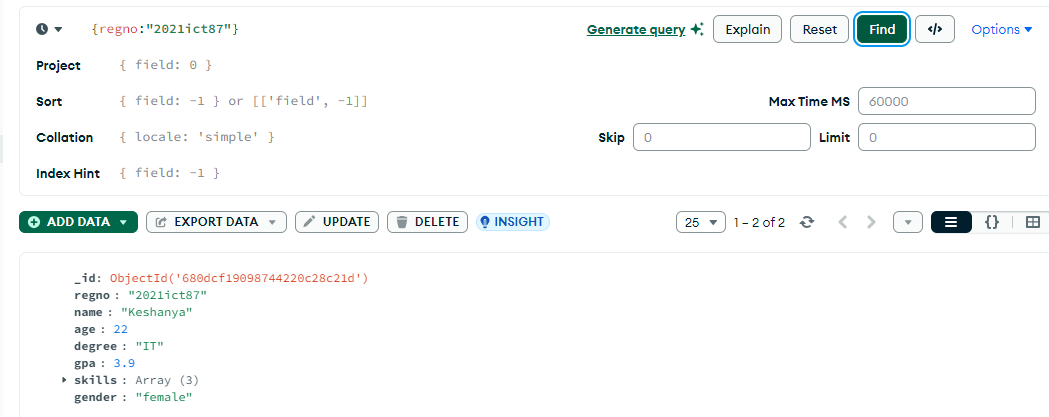 {regno:"2021ict87"} Generate query Explain Reset Find </> Options
Project { field: 0 }
Sort { field: -1 } or [['field', -1]] Max Time MS 60000
Collation { locale: 'simple' } Skip 0 Limit 0
Index Hint { field: -1 }
ADD DATA EXPORT DATA UPDATE DELETE INSIGHT 25 1 – 2 of 2 {}
_id: ObjectId('680dcf19098744220c28c21d')
regno : "2021ict87"
name : "Keshanya"
age : 22
degree : "IT"
gpa : 3.9
skills : Array (3)
gender : "female"